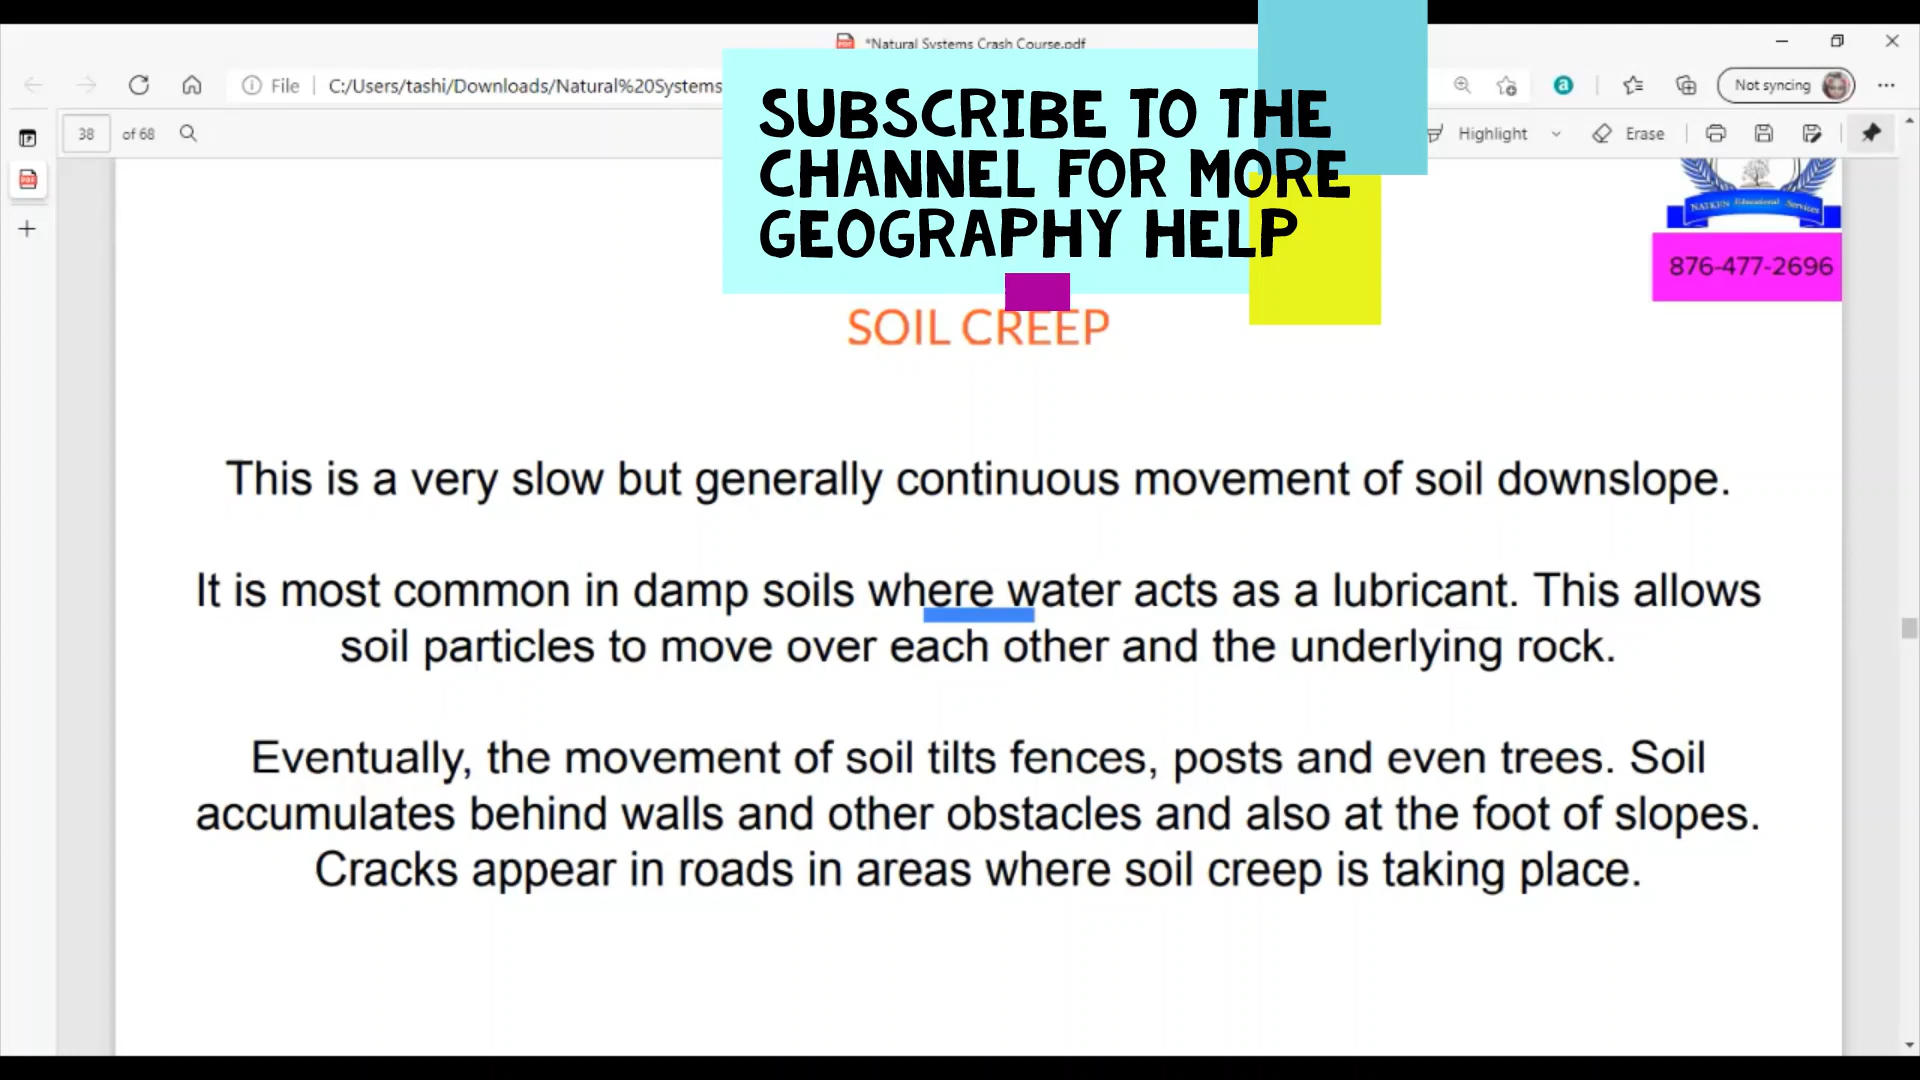 *Natural Systems Crash Course.pdf
File
C:/Users/tashi/Downloads/Natural%20Systems
Not syncing
38 of 68
Highlight
Erase
SUBSCRIBE TO THE
CHANNEL FOR MORE
GEOGRAPHY HELP
NATKEN Educational Services
876-477-2696
SOIL CREEP
This is a very slow but generally continuous movement of soil downslope.
It is most common in damp soils where water acts as a lubricant. This allows
soil particles to move over each other and the underlying rock.
Eventually, the movement of soil tilts fences, posts and even trees. Soil
accumulates behind walls and other obstacles and also at the foot of slopes.
Cracks appear in roads in areas where soil creep is taking place.